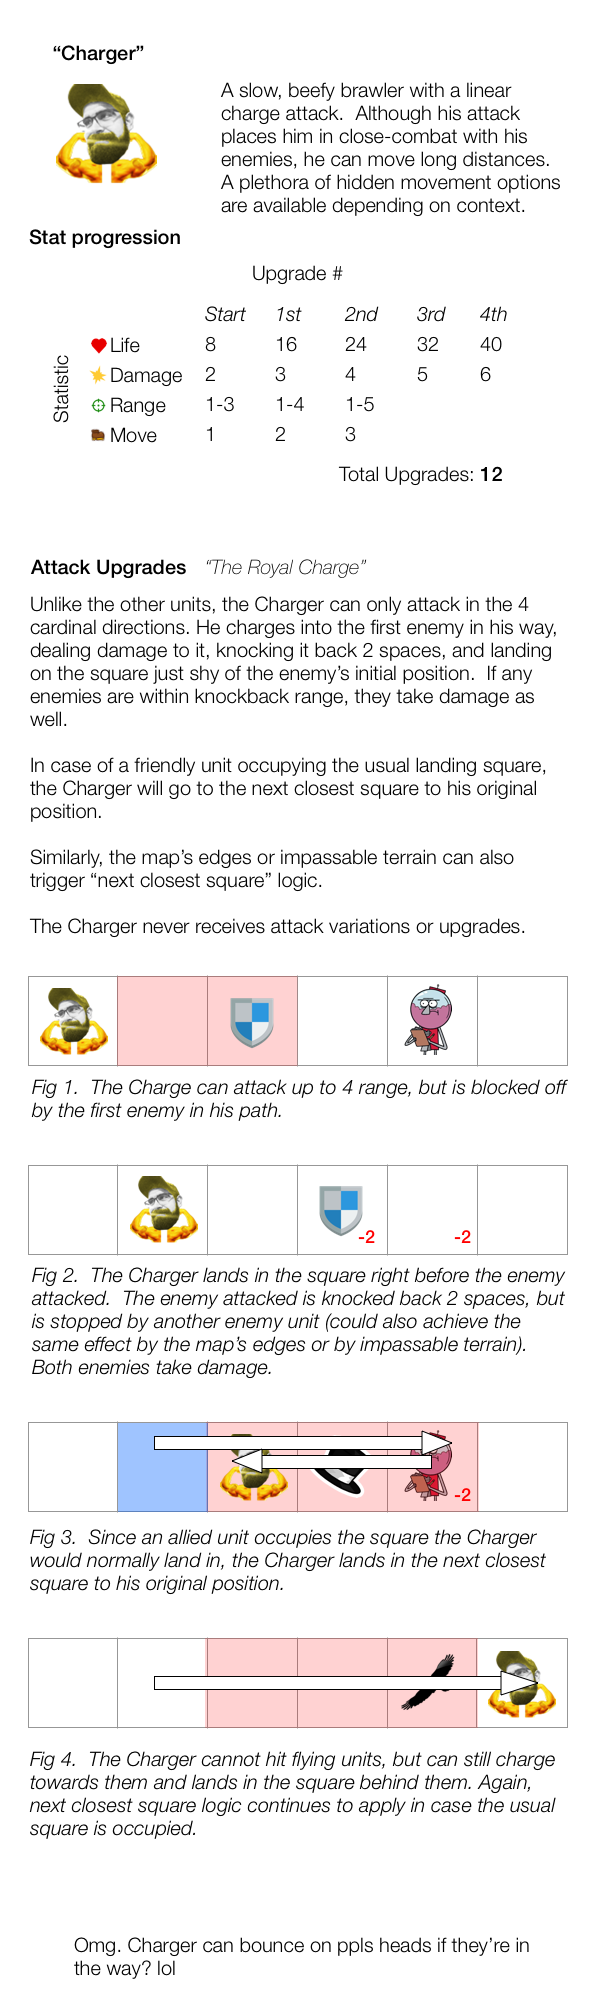 “Charger”
A slow, beefy brawler with a linear
charge attack.  Although his attack
places him in close-combat with his
enemies, he can move long distances.
A plethora of hidden movement options
are available depending on context.
Stat progression
Upgrade #
Start 1st 2nd 3rd 4th
Statistic
Life 8 16 24 32 40
Damage 2 3 4 5 6
Range 1-3 1-4 1-5
Move 1 2 3
Total Upgrades: 12
Attack Upgrades “The Royal Charge”
Unlike the other units, the Charger can only attack in the 4
cardinal directions. He charges into the first enemy in his way,
dealing damage to it, knocking it back 2 spaces, and landing
on the square just shy of the enemy’s initial position.  If any
enemies are within knockback range, they take damage as
well.
In case of a friendly unit occupying the usual landing square,
the Charger will go to the next closest square to his original
position.
Similarly, the map’s edges or impassable terrain can also
trigger “next closest square” logic.
The Charger never receives attack variations or upgrades.
Fig 1.  The Charge can attack up to 4 range, but is blocked off
by the first enemy in his path.
-2 -2
Fig 2.  The Charger lands in the square right before the enemy
attacked.  The enemy attacked is knocked back 2 spaces, but
is stopped by another enemy unit (could also achieve the
same effect by the map’s edges or by impassable terrain).
Both enemies take damage.
-2
Fig 3.  Since an allied unit occupies the square the Charger
would normally land in, the Charger lands in the next closest
square to his original position.
Fig 4.  The Charger cannot hit flying units, but can still charge
towards them and lands in the square behind them. Again,
next closest square logic continues to apply in case the usual
square is occupied.
Omg. Charger can bounce on ppls heads if they’re in
the way? lol